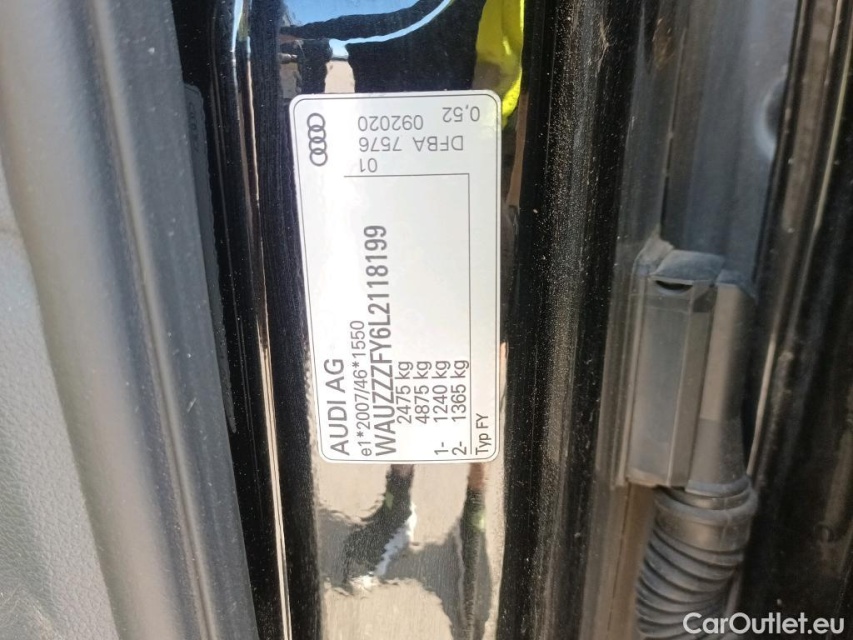 AUDI AG
e1*2007/46*1550
WAUZZZFY6L2118199
2475 kg
4875 kg
1- 1240 kg
2- 1365 kg
Typ FY
01
DFBA 7576
092020
0,52
CarOutlet.eu